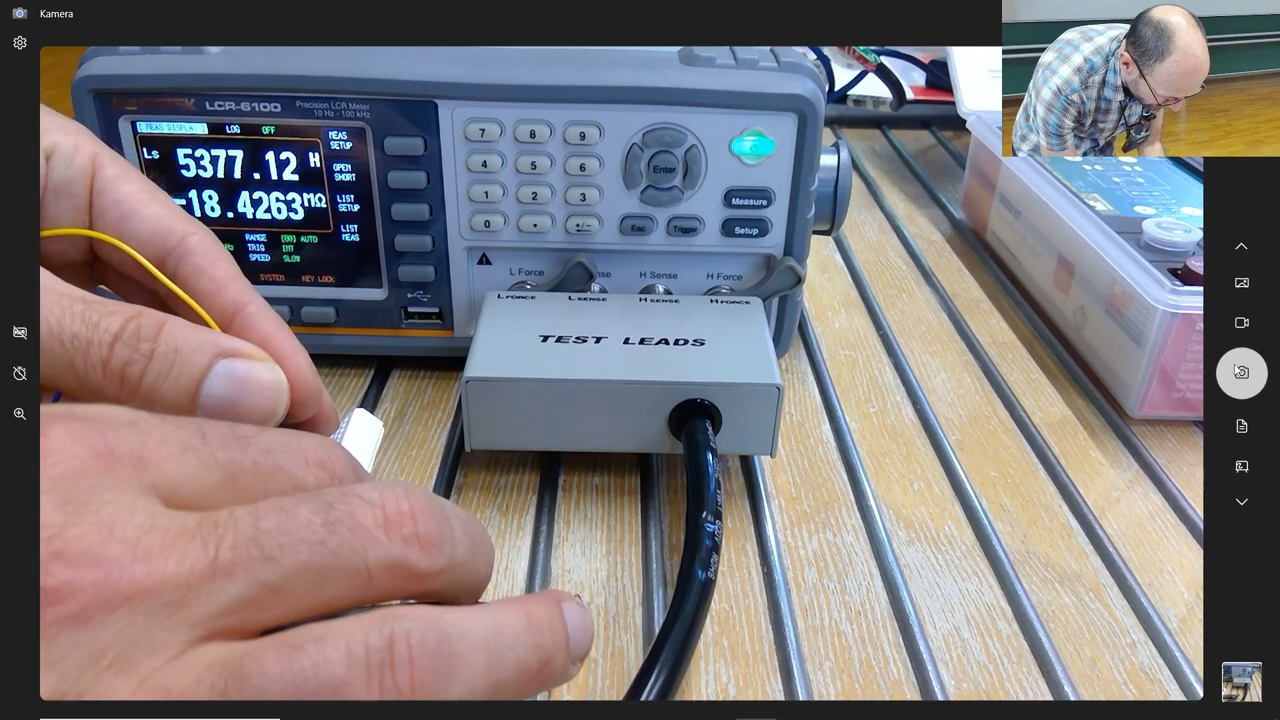 Kamera
LCR-6100
Precision LCR Meter
10 Hz - 100 kHz
[ MEAS DISPLAY ] LOG OFF
MEAS SETUP
Ls 5377.12 H
OPEN SHORT
-18.4263 MΩ
LIST SETUP
LIST MEAS
RANGE [08] AUTO
Hz TRIG INT
SPEED SLOW
SYSTEM KEY LOCK
7 8 9
4 5 6
1 2 3
0 . +/-
Enter
Measure
Esc Trigger Setup
L Force H Sense H Force
L FORCE L SENSE H SENSE H FORCE
TEST LEADS
600V